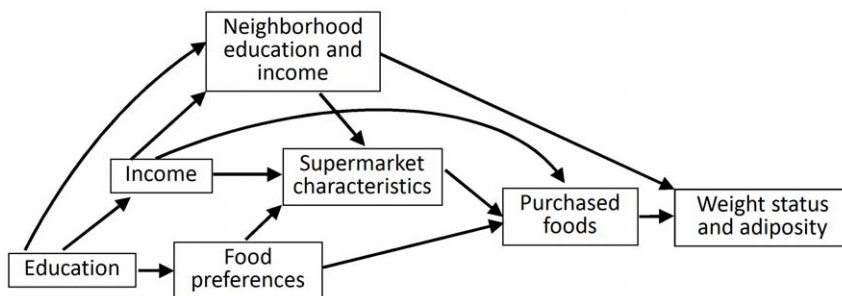 Neighborhood
education and
income
Income
Supermarket
characteristics
Purchased
foods
Weight status
and adiposity
Education
Food
preferences